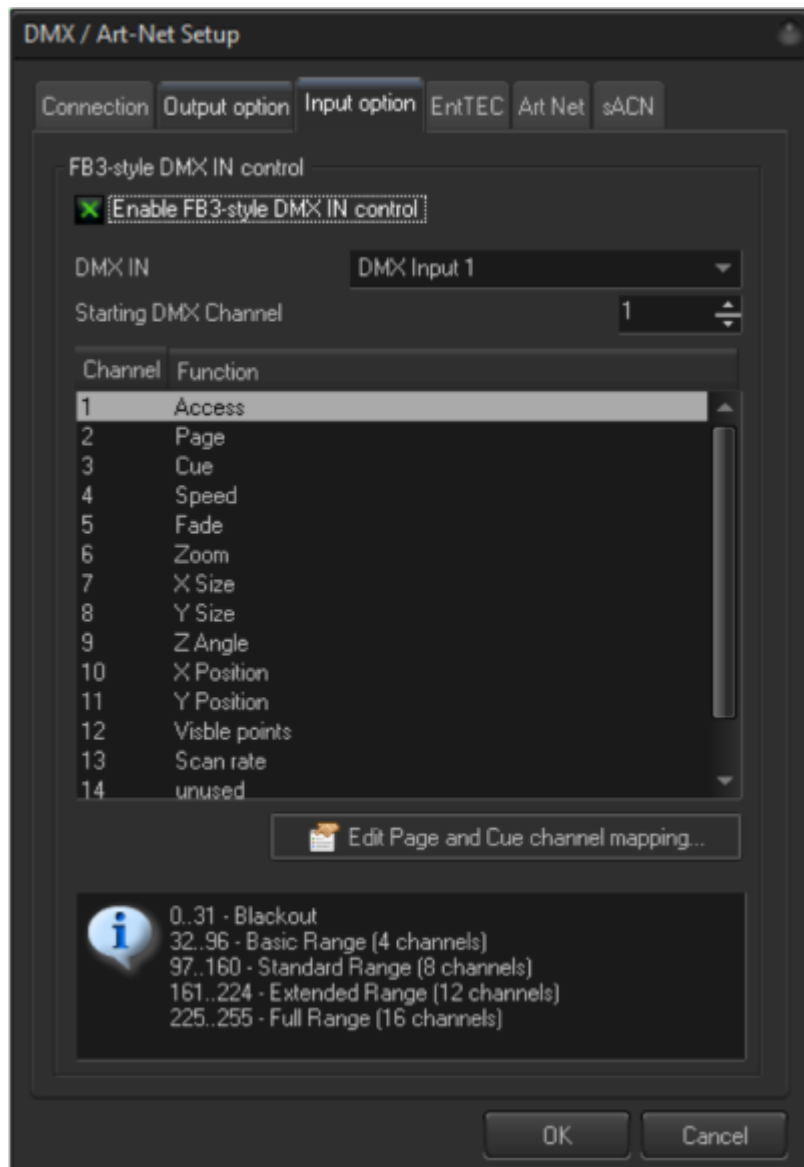 DMX / Art-Net Setup
Connection Output option Input option EntTEC Art Net sACN
FB3-style DMX IN control
Enable FB3-style DMX IN control
DMX IN DMX Input 1
Starting DMX Channel 1
Channel Function
1 Access
2 Page
3 Cue
4 Speed
5 Fade
6 Zoom
7 X Size
8 Y Size
9 Z Angle
10 X Position
11 Y Position
12 Visble points
13 Scan rate
14 unused
Edit Page and Cue channel mapping...
0..31 - Blackout
32..96 - Basic Range (4 channels)
97..160 - Standard Range (8 channels)
161..224 - Extended Range (12 channels)
225..255 - Full Range (16 channels)
OK Cancel